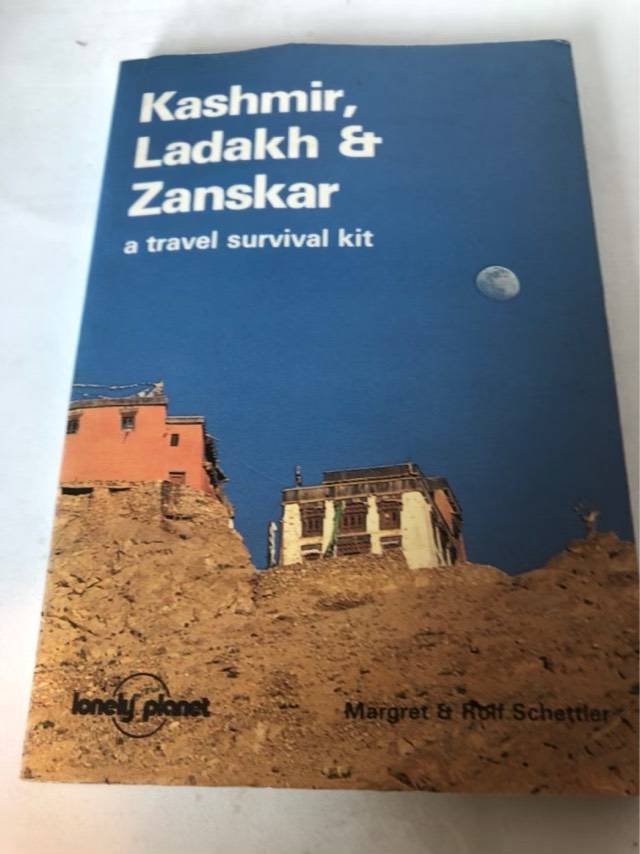 Kashmir,
Ladakh &
Zanskar
a travel survival kit
lonely planet
Margret & Rolf Schettler